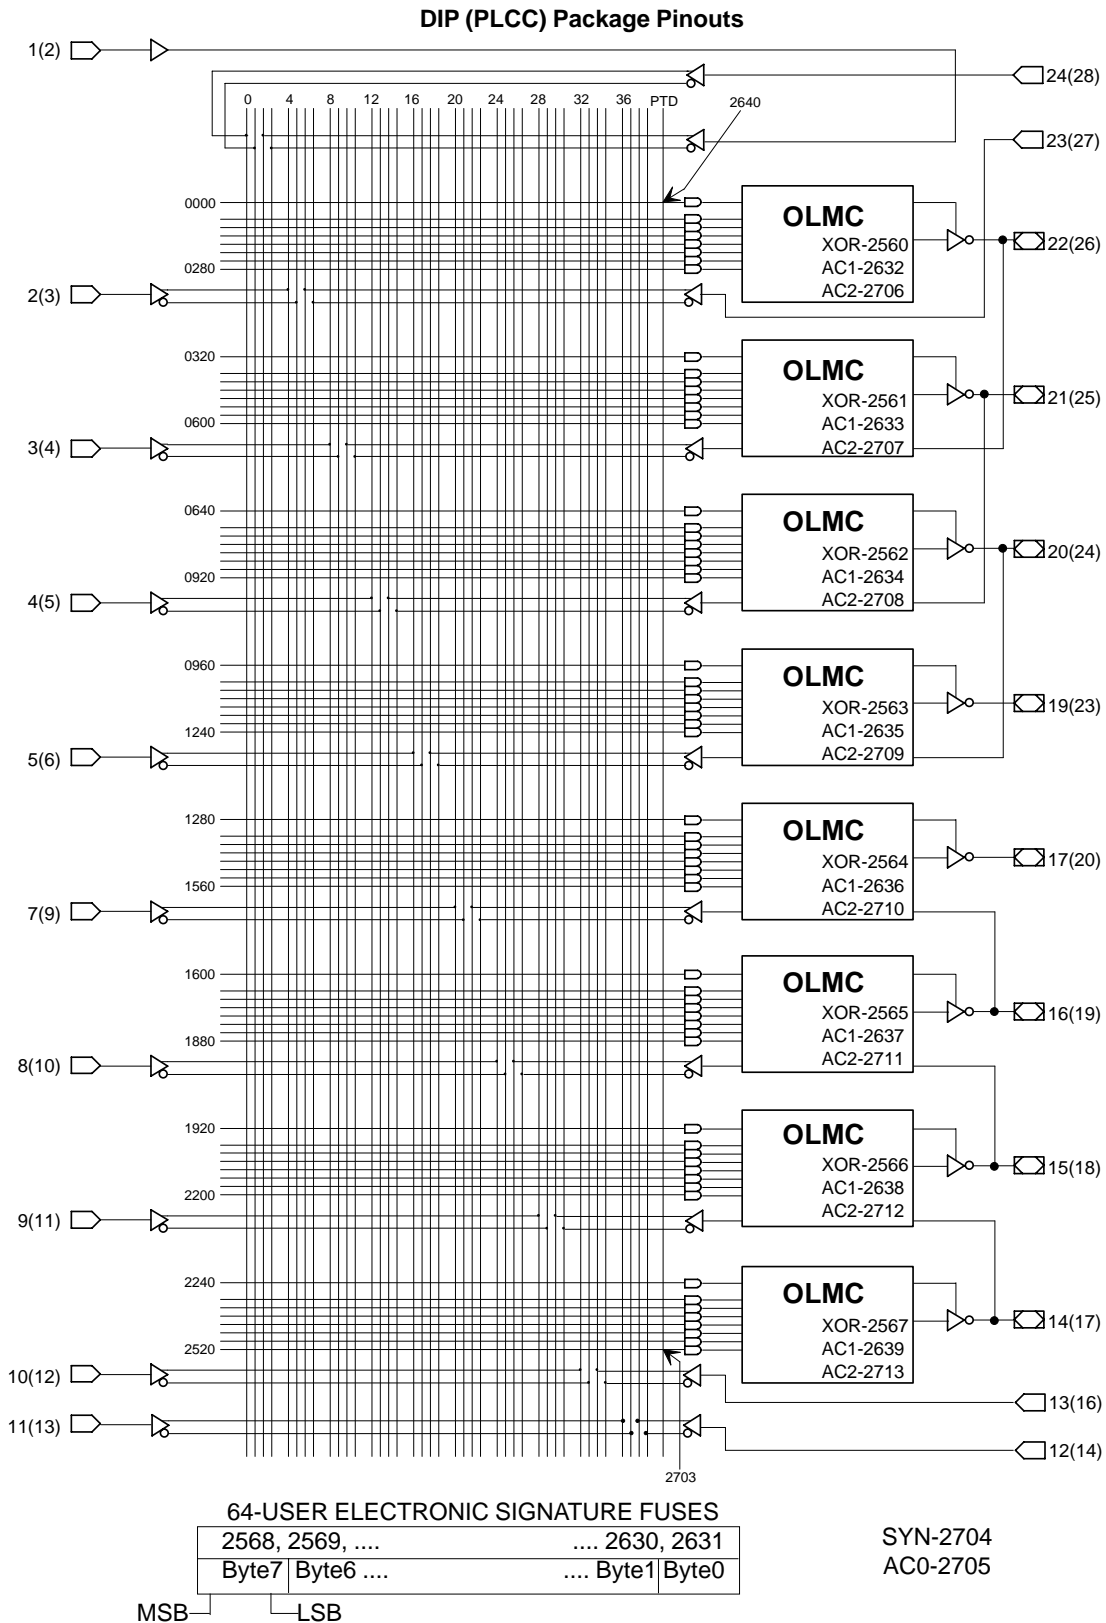 DIP (PLCC) Package Pinouts
1(2)
24(28)
0 4 8 12 16 20 24 28 32 36 PTD 2640
23(27)
0000
OLMC
XOR-2560
22(26)
0280
AC1-2632
2(3)
AC2-2706
0320
OLMC
XOR-2561
21(25)
0600
AC1-2633
3(4)
AC2-2707
0640
OLMC
XOR-2562
20(24)
0920
AC1-2634
4(5)
AC2-2708
0960
OLMC
XOR-2563
19(23)
1240
AC1-2635
5(6)
AC2-2709
1280
OLMC
XOR-2564
17(20)
1560
AC1-2636
7(9)
AC2-2710
1600
OLMC
XOR-2565
16(19)
1880
AC1-2637
8(10)
AC2-2711
1920
OLMC
XOR-2566
15(18)
2200
AC1-2638
9(11)
AC2-2712
2240
OLMC
XOR-2567
14(17)
2520
AC1-2639
10(12)
AC2-2713
13(16)
11(13)
12(14)
2703
64-USER ELECTRONIC SIGNATURE FUSES
2568, 2569, .... .... 2630, 2631
Byte7 Byte6 .... .... Byte1 Byte0
MSB LSB
SYN-2704
AC0-2705